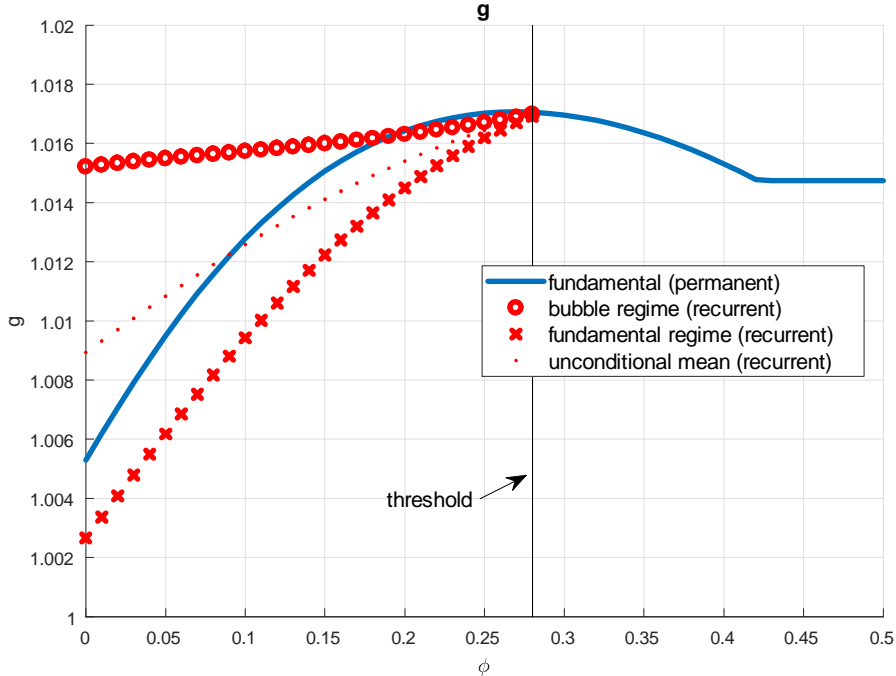 g
1.02
1.018
1.016
1.014
1.012
1.01
1.008
1.006
1.004
1.002
1
g
fundamental (permanent)
bubble regime (recurrent)
fundamental regime (recurrent)
unconditional mean (recurrent)
threshold
0 0.05 0.1 0.15 0.2 0.25 0.3 0.35 0.4 0.45 0.5
ϕ